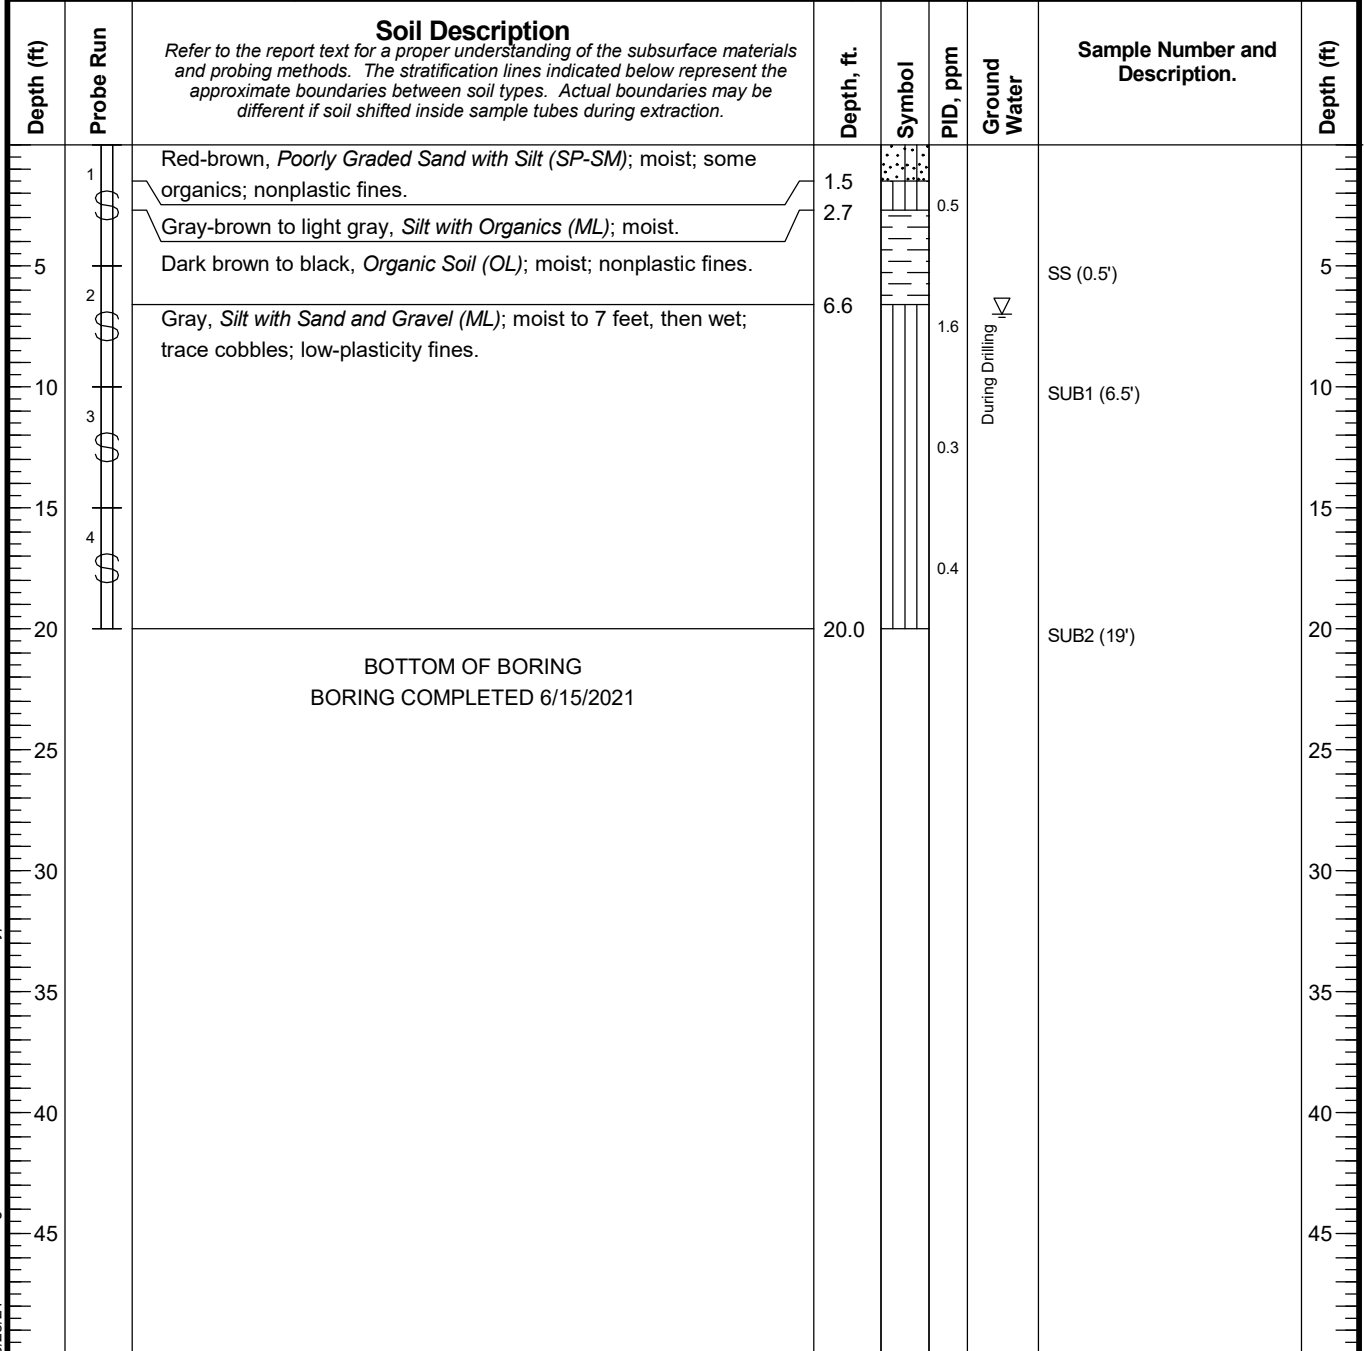 Depth (ft)
Probe Run
Soil Description
Refer to the report text for a proper understanding of the subsurface materials
and probing methods. The stratification lines indicated below represent the
approximate boundaries between soil types. Actual boundaries may be
different if soil shifted inside sample tubes during extraction.
Depth, ft.
Symbol
PID, ppm
Ground
Water
Sample Number and
Description.
Depth (ft)
1
Red-brown, Poorly Graded Sand with Silt (SP-SM); moist; some
organics; nonplastic fines.
1.5
0.5
2.7
Gray-brown to light gray, Silt with Organics (ML); moist.
5
Dark brown to black, Organic Soil (OL); moist; nonplastic fines.
SS (0.5')
5
2
6.6
Gray, Silt with Sand and Gravel (ML); moist to 7 feet, then wet;
trace cobbles; low-plasticity fines.
1.6
During Drilling
10
SUB1 (6.5')
10
3
0.3
15
15
4
0.4
20
20.0
SUB2 (19')
20
BOTTOM OF BORING
BORING COMPLETED 6/15/2021
25
25
30
30
35
35
40
40
45
45